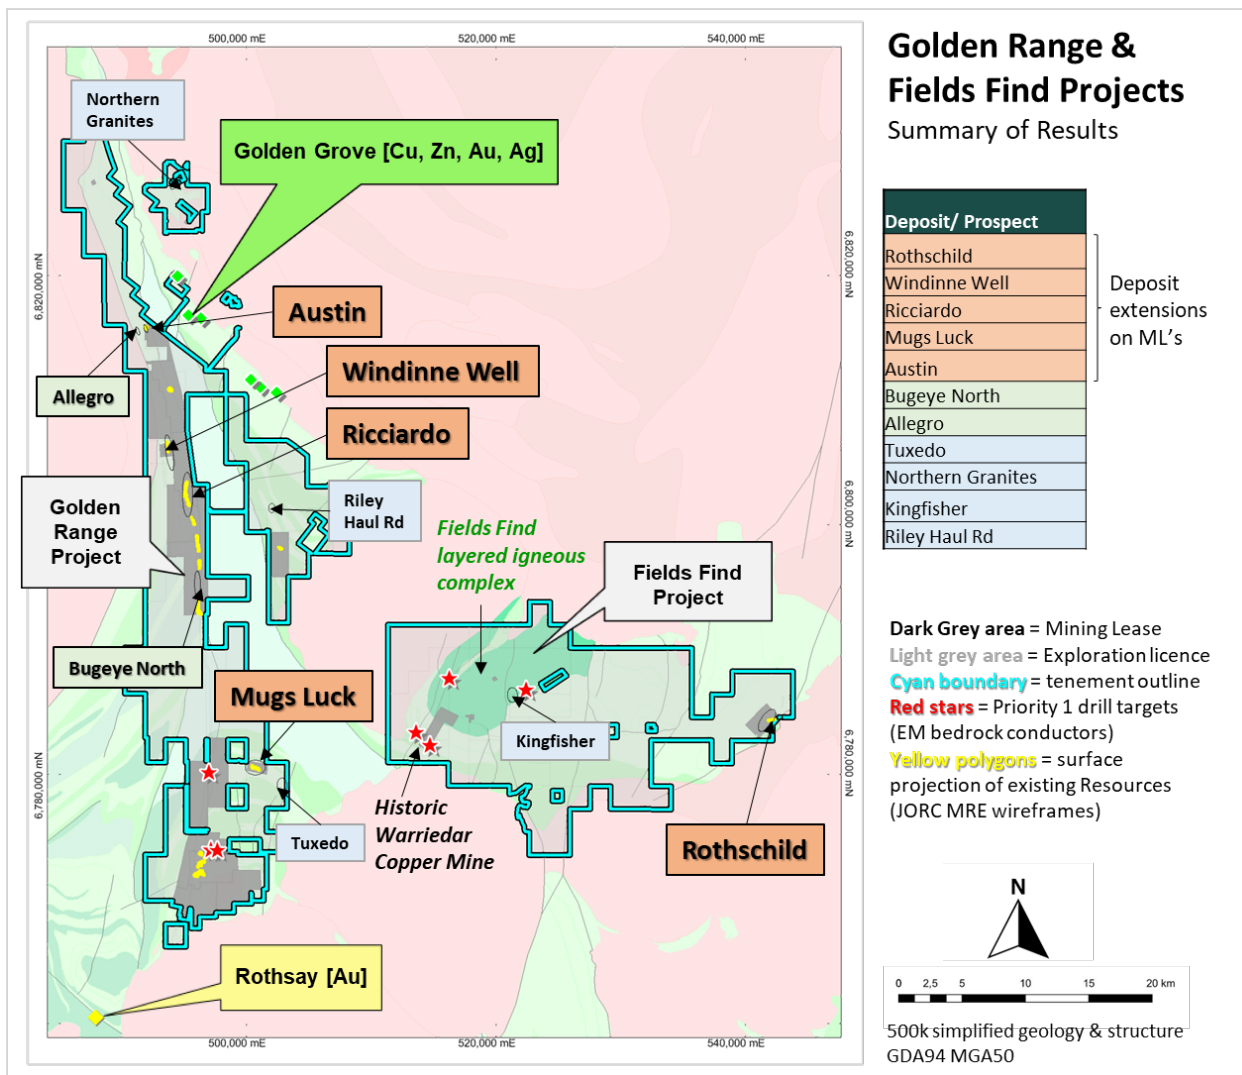 Golden Range &
Fields Find Projects
Summary of Results
500,000 mE
520,000 mE
540,000 mE
Northern
Granites
Golden Grove [Cu, Zn, Au, Ag]
6,820,000 mN
6,820,000 mN
Austin
Windinne Well
Allegro
Ricciardo
Golden
Range
Project
Riley
Haul Rd
6,800,000 mN
Fields Find
layered igneous
complex
Fields Find
Project
Bugeye North
Mugs Luck
Kingfisher
6,780,000 mN
6,780,000 mN
Historic
Warriedar
Copper Mine
Tuxedo
Rothschild
Rothsay [Au]
500,000 mE
520,000 mE
540,000 mE
Deposit/ Prospect
Rothschild
Windinne Well
Ricciardo
Mugs Luck
Austin
Bugeye North
Allegro
Tuxedo
Northern Granites
Kingfisher
Riley Haul Rd
Deposit
extensions
on ML's
Dark Grey area = Mining Lease
Light grey area = Exploration licence
Cyan boundary = tenement outline
Red stars = Priority 1 drill targets
(EM bedrock conductors)
Yellow polygons = surface
projection of existing Resources
(JORC MRE wireframes)
N
0 2,5 5 10 15 20 km
500k simplified geology & structure
GDA94 MGA50